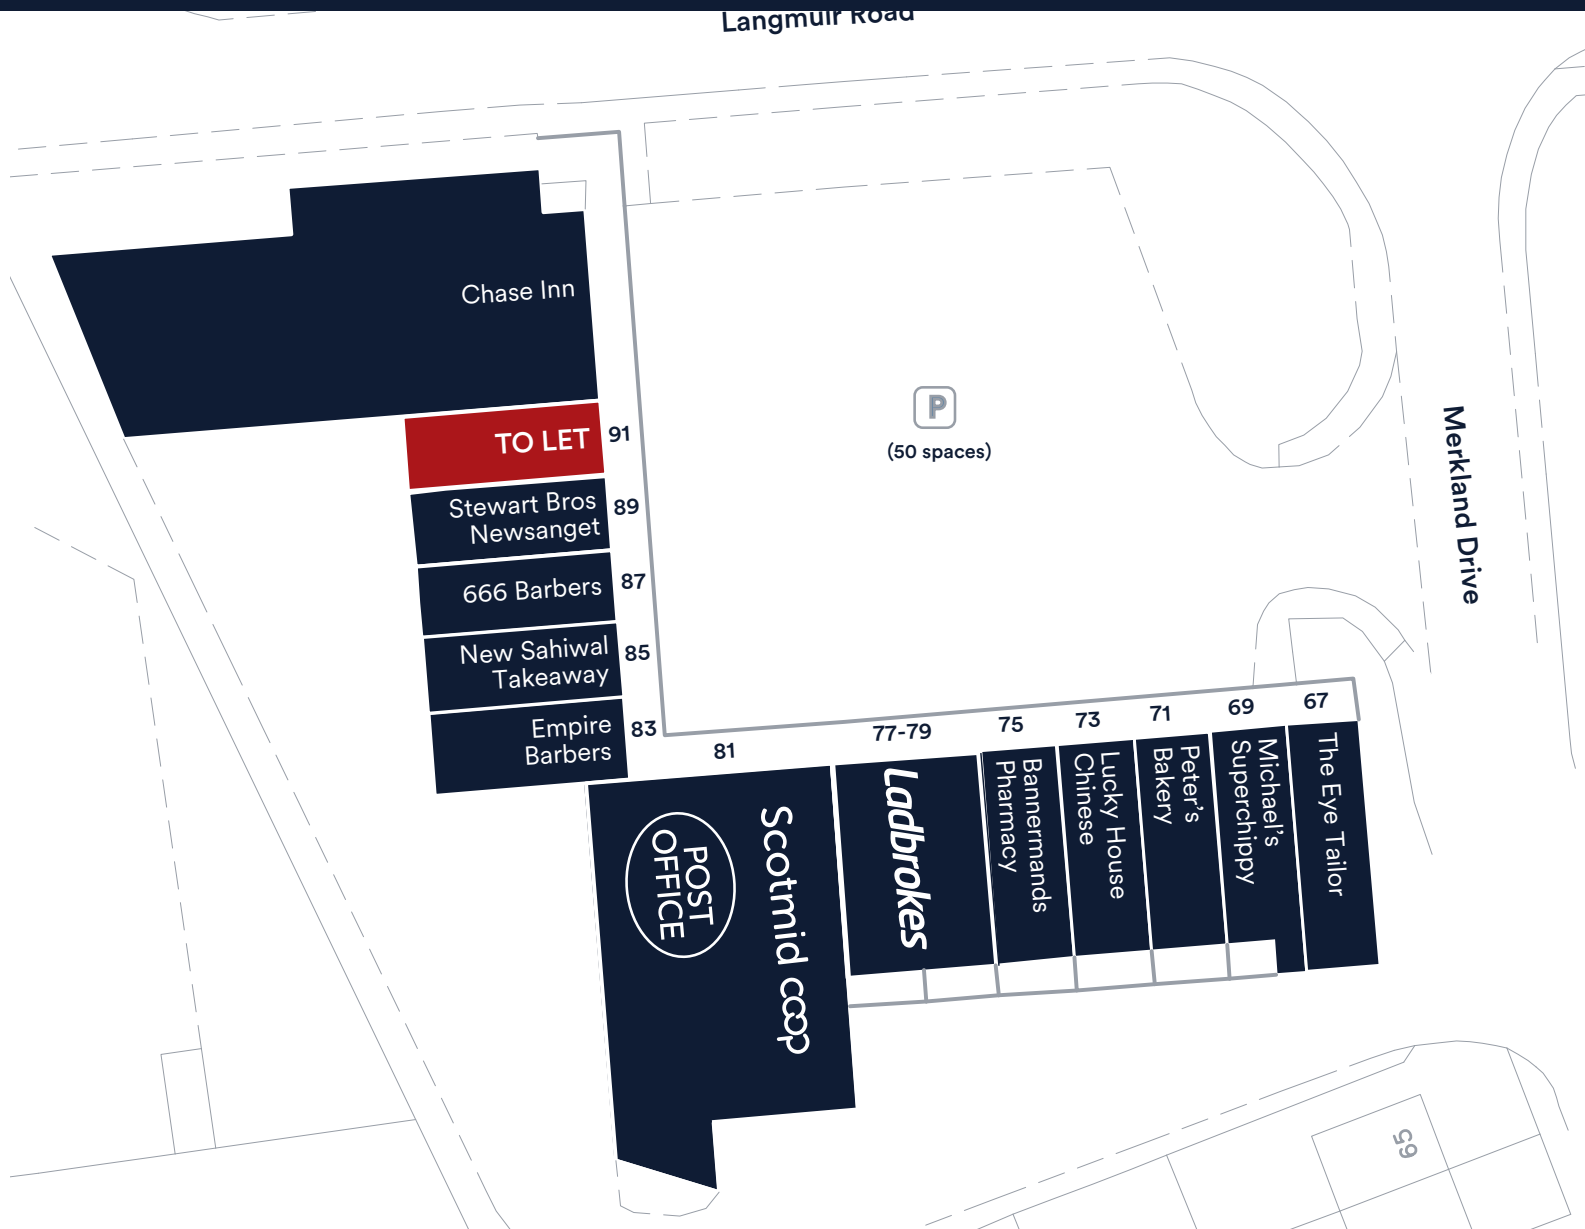 Langmuir Road
Chase Inn
TO LET
91
Stewart Bros
Newsanget
89
666 Barbers
87
New Sahiwal
Takeaway
85
Empire
Barbers
83
P
(50 spaces)
Merkland Drive
81
77-79
75
73
71
69
67
POST
OFFICE
Scotmid coop
Ladbrokes
Bannermands
Pharmacy
Lucky House
Chinese
Peter's
Bakery
Michael's
Superchippy
The Eye Tailor
65